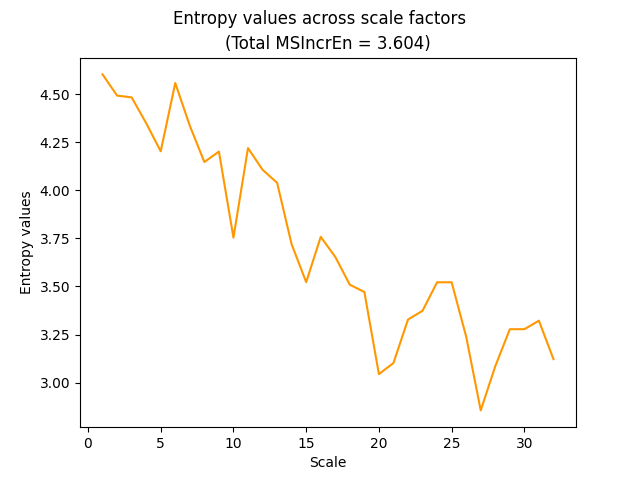 Entropy values across scale factors
(Total MSIncrEn = 3.604)
4.50
4.25
4.00
3.75
3.50
3.25
3.00
Entropy values
0 5 10 15 20 25 30
Scale